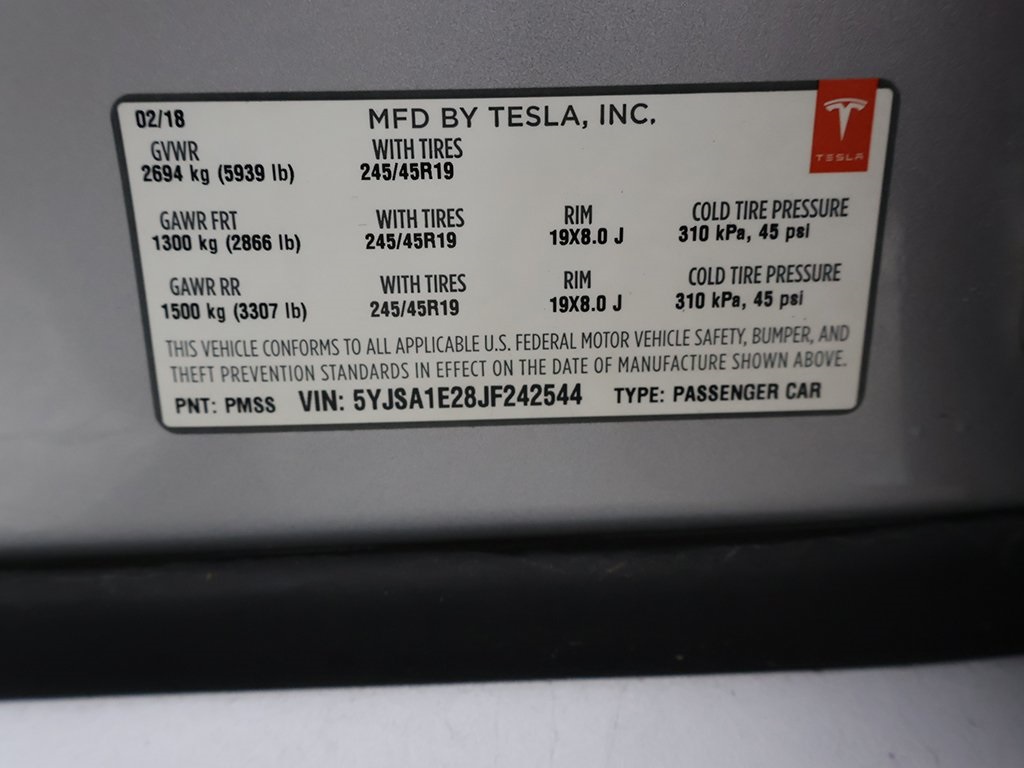 02/18 MFD BY TESLA, INC.
TESLA
GVWR WITH TIRES
2694 kg (5939 lb) 245/45R19
GAWR FRT WITH TIRES RIM COLD TIRE PRESSURE
1300 kg (2866 lb) 245/45R19 19X8.0 J 310 kPa, 45 psi
GAWR RR WITH TIRES RIM COLD TIRE PRESSURE
1500 kg (3307 lb) 245/45R19 19X8.0 J 310 kPa, 45 psi
THIS VEHICLE CONFORMS TO ALL APPLICABLE U.S. FEDERAL MOTOR VEHICLE SAFETY, BUMPER, AND
THEFT PREVENTION STANDARDS IN EFFECT ON THE DATE OF MANUFACTURE SHOWN ABOVE.
PNT: PMSS VIN: 5YJSA1E28JF242544 TYPE: PASSENGER CAR